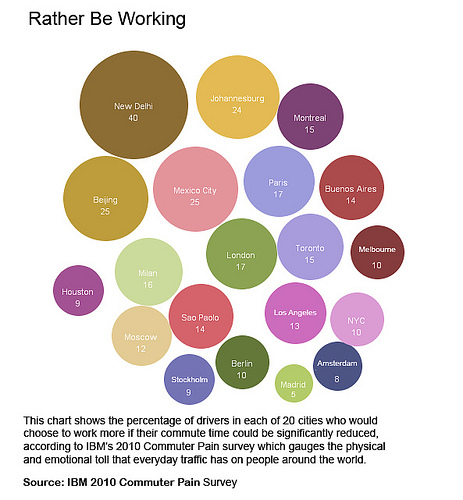 Rather Be Working
New Delhi
40
Johannesburg
24
Montreal
15
Beijing
25
Mexico City
25
Paris
17
Buenos Aires
14
London
17
Toronto
15
Melbourne
10
Milan
16
Houston
9
Sao Paolo
14
Los Angeles
13
NYC
10
Moscow
12
Berlin
10
Amsterdam
8
Stockholm
9
Madrid
5
This chart shows the percentage of drivers in each of 20 cities who would
choose to work more if their commute time could be significantly reduced,
according to IBM's 2010 Commuter Pain survey which gauges the physical
and emotional toll that everyday traffic has on people around the world.
Source: IBM 2010 Commuter Pain Survey